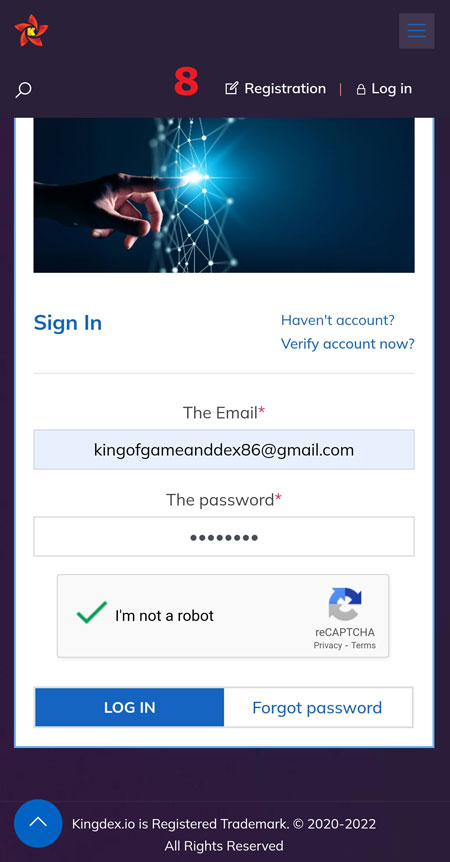 8
Registration | Log in
Sign In
Haven't account?
Verify account now?
The Email*
kingofgameanddex86@gmail.com
The password*
••••••••
I'm not a robot
reCAPTCHA
Privacy - Terms
LOG IN
Forgot password
Kingdex.io is Registered Trademark. © 2020-2022
All Rights Reserved